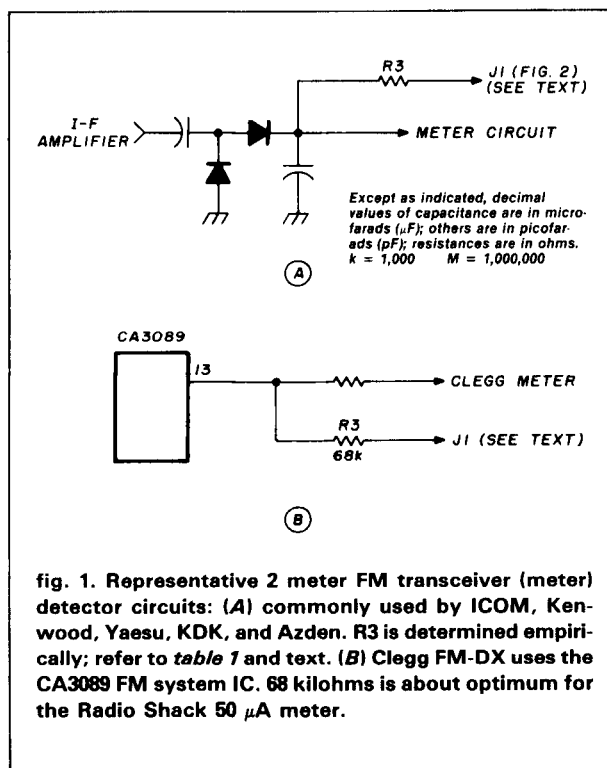 R3
J1 (FIG. 2)
(SEE TEXT)
I-F
AMPLIFIER
METER CIRCUIT
Except as indicated, decimal
values of capacitance are in micro-
farads (μF); others are in picofar-
ads (pF); resistances are in ohms.
k = 1,000 M = 1,000,000
A
CA3089
13
CLEGG METER
R3
68k
J1 (SEE TEXT)
B
fig. 1. Representative 2 meter FM transceiver (meter)
detector circuits: (A) commonly used by ICOM, Ken-
wood, Yaesu, KDK, and Azden. R3 is determined empiri-
cally; refer to table 1 and text. (B) Clegg FM-DX uses the
CA3089 FM system IC. 68 kilohms is about optimum for
the Radio Shack 50 μA meter.